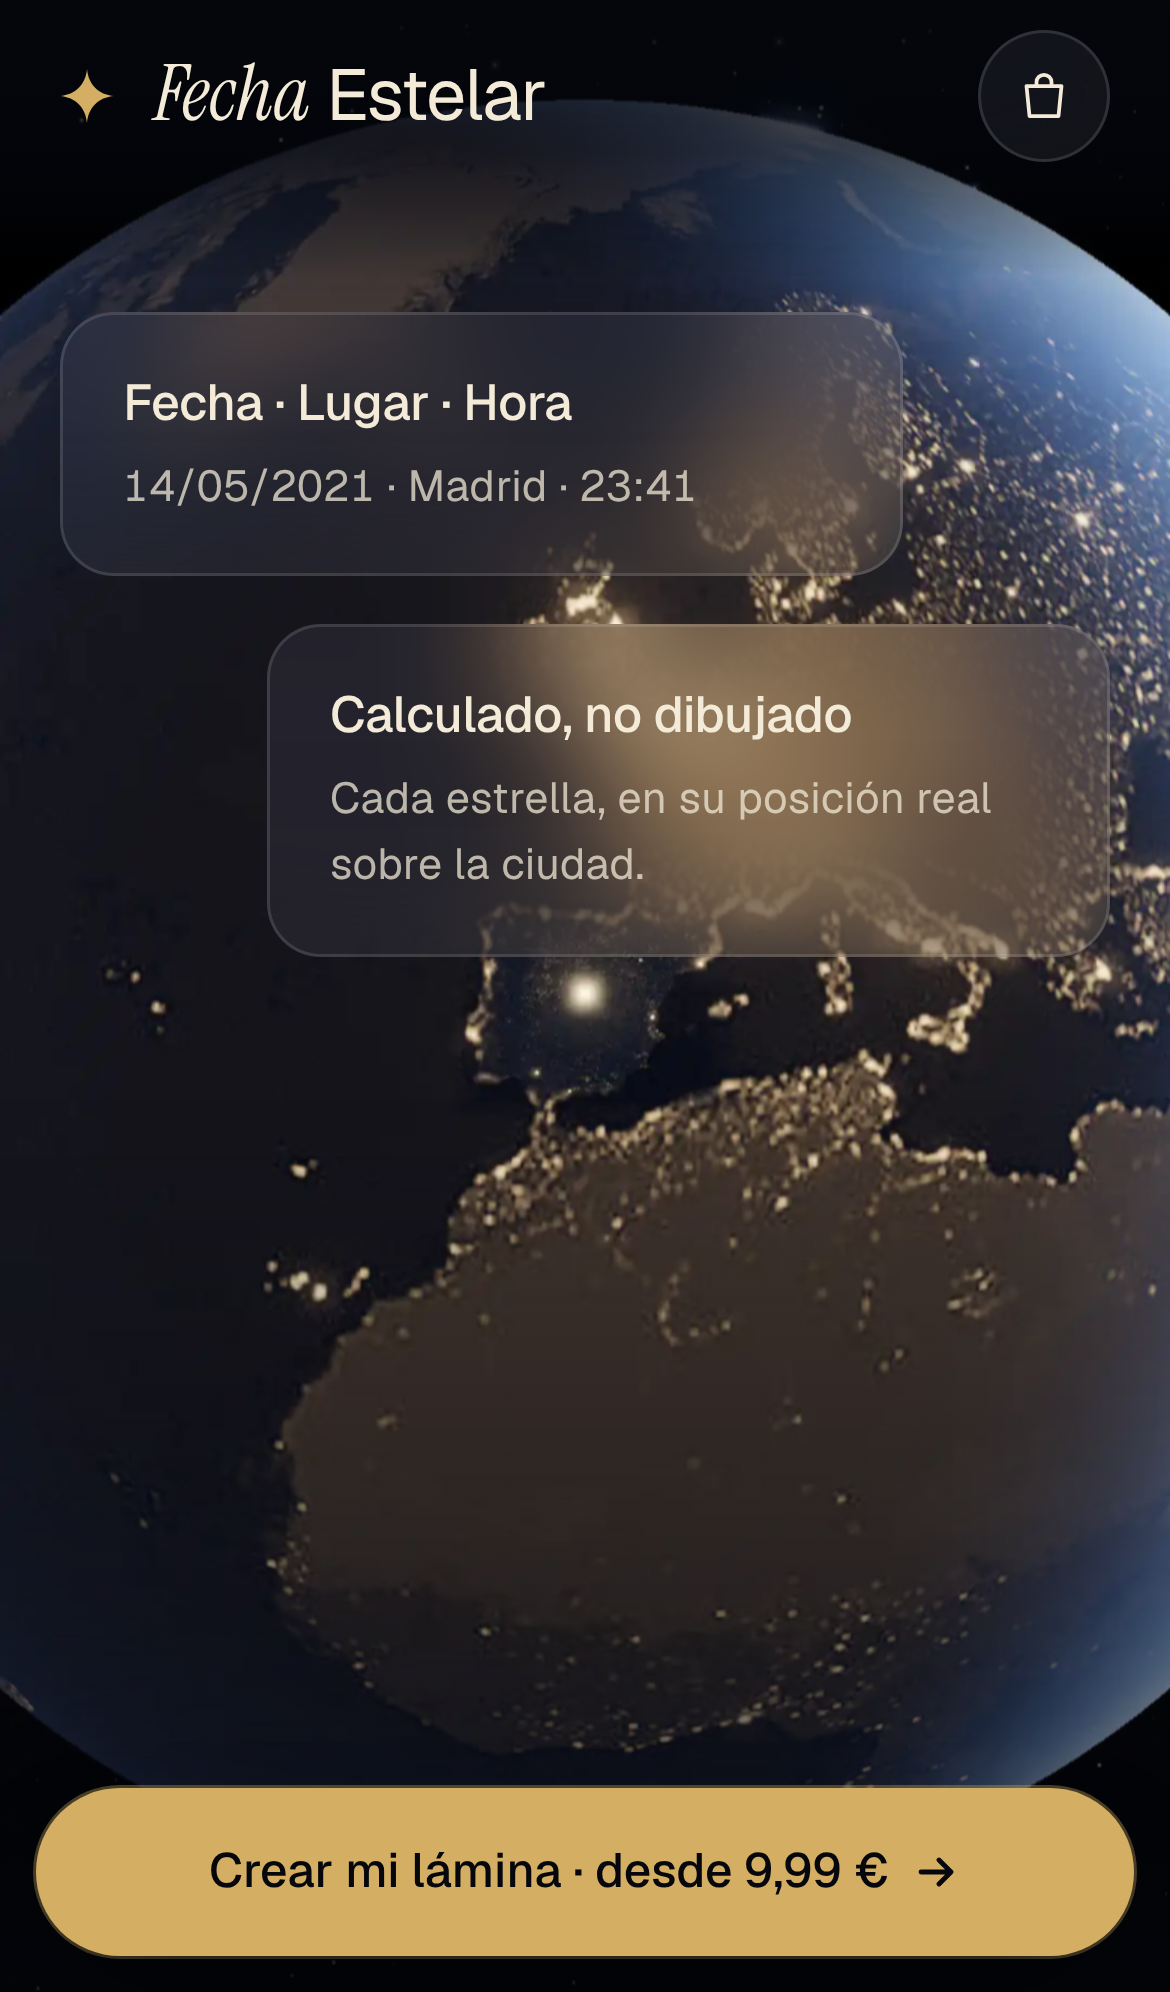 Fecha Estelar
Fecha · Lugar · Hora
14/05/2021 · Madrid · 23:41
Calculado, no dibujado
Cada estrella, en su posición real
sobre la ciudad.
Crear mi lámina · desde 9,99 € →